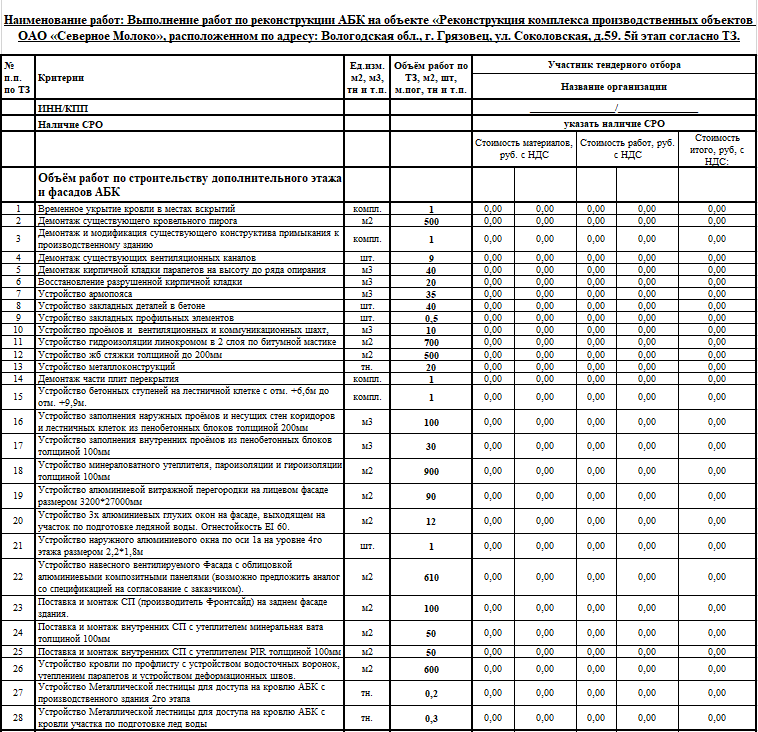 Наименование работ: Выполнение работ по реконструкции АБК на объекте «Реконструкция комплекса производственных объектов
ОАО «Северное Молоко», расположенном по адресу: Вологодская обл., г. Грязовец, ул. Соколовская, д.59. 5й этап согласно ТЗ.
№ п.п. по ТЗ Критерии Ед.изм. м2, м3, тн и т.п. Объём работ по ТЗ, м2, шт, м.пог, тн и т.п. Участник тендерного отбора
Название организации
ИНН/КПП /
Наличие СРО указать наличие СРО
Стоимость материалов, руб. с НДС Стоимость работ, руб. с НДС Стоимость итого, руб, с НДС:
Объём работ по строительству дополнительного этажа
и фасадов АБК
1 Временное укрытие кровли в местах вскрытий компл. 1 0,00 0,00 0,00 0,00 0,00
2 Демонтаж существующего кровельного пирога м2 500 0,00 0,00 0,00 0,00 0,00
3 Демонтаж и модификация существующего конструктива примыкания к
производственному зданию компл. 1 0,00 0,00 0,00 0,00 0,00
4 Демонтаж существующих вентиляционных каналов шт. 9 0,00 0,00 0,00 0,00 0,00
5 Демонтаж кирпичной кладки парапетов на высоту до ряда опирания м3 40 0,00 0,00 0,00 0,00 0,00
6 Восстановление разрушенной кирпичной кладки м3 20 0,00 0,00 0,00 0,00 0,00
7 Устройство армопояса м3 35 0,00 0,00 0,00 0,00 0,00
8 Устройство закладных деталей в бетоне шт. 40 0,00 0,00 0,00 0,00 0,00
9 Устройство закладных профильных элементов шт. 0,5 0,00 0,00 0,00 0,00 0,00
10 Устройство проёмов и вентиляционных и коммуникационных шахт, м3 10 0,00 0,00 0,00 0,00 0,00
11 Устройство гидроизоляции линокромом в 2 слоя по битумной мастике м2 700 0,00 0,00 0,00 0,00 0,00
12 Устройство жб стяжки толщиной до 200мм м2 500 0,00 0,00 0,00 0,00 0,00
13 Устройство металлоконструкций тн. 20 0,00 0,00 0,00 0,00 0,00
14 Демонтаж части плит перекрытия компл. 1 0,00 0,00 0,00 0,00 0,00
15 Устройство бетонных ступеней на лестничной клетке с отм. +6,6м до
отм. +9,9м. компл. 1 0,00 0,00 0,00 0,00 0,00
16 Устройство заполнения наружных проёмов и несущих стен коридоров
и лестничных клеток из пенобетонных блоков толщиной 200мм м3 100 0,00 0,00 0,00 0,00 0,00
17 Устройство заполнения внутренних проёмов из пенобетонных блоков
толщиной 100мм м3 30 0,00 0,00 0,00 0,00 0,00
18 Устройство минераловатного утеплителя, пароизоляции и гироизоляции
толщиной 100мм м2 900 0,00 0,00 0,00 0,00 0,00
19 Устройство алюминиевой витражной перегородки на лицевом фасаде
размером 3200*27000мм м2 90 0,00 0,00 0,00 0,00 0,00
20 Устройство 3х алюминиевых глухих окон на фасаде, выходящем на
участок по подготовке ледяной воды. Огнестойкость EI 60. м2 12 0,00 0,00 0,00 0,00 0,00
21 Устройство наружного алюминиевого окна по оси 1а на уровне 4го
этажа размером 2,2*1,8м шт. 1 0,00 0,00 0,00 0,00 0,00
22 Устройство навесного вентилируемого Фасада с облицовкой
алюминиевыми композитными панелями (возможно предложить аналог
со спецификацией на согласование с заказчиком). м2 610 0,00 0,00 0,00 0,00 0,00
23 Поставка и монтаж СП (производитель Фронтсайд) на заднем фасаде
здания. м2 100 0,00 0,00 0,00 0,00 0,00
24 Поставка и монтаж внутренних СП с утеплителем минеральная вата
толщиной 100мм м2 50 0,00 0,00 0,00 0,00 0,00
25 Поставка и монтаж внутренних СП с утеплителем PIR толщиной 100мм м2 50 0,00 0,00 0,00 0,00 0,00
26 Устройство кровли по профлисту с устройством водосточных воронок,
утеплением парапетов и устройством деформационных швов. м2 600 0,00 0,00 0,00 0,00 0,00
27 Устройство Металлической лестницы для доступа на кровлю АБК с
производственного здания 2го этапа тн. 0,2 0,00 0,00 0,00 0,00 0,00
28 Устройство Металлической лестницы для доступа на кровлю АБК с
кровли участка по подготовке лед воды тн. 0,3 0,00 0,00 0,00 0,00 0,00